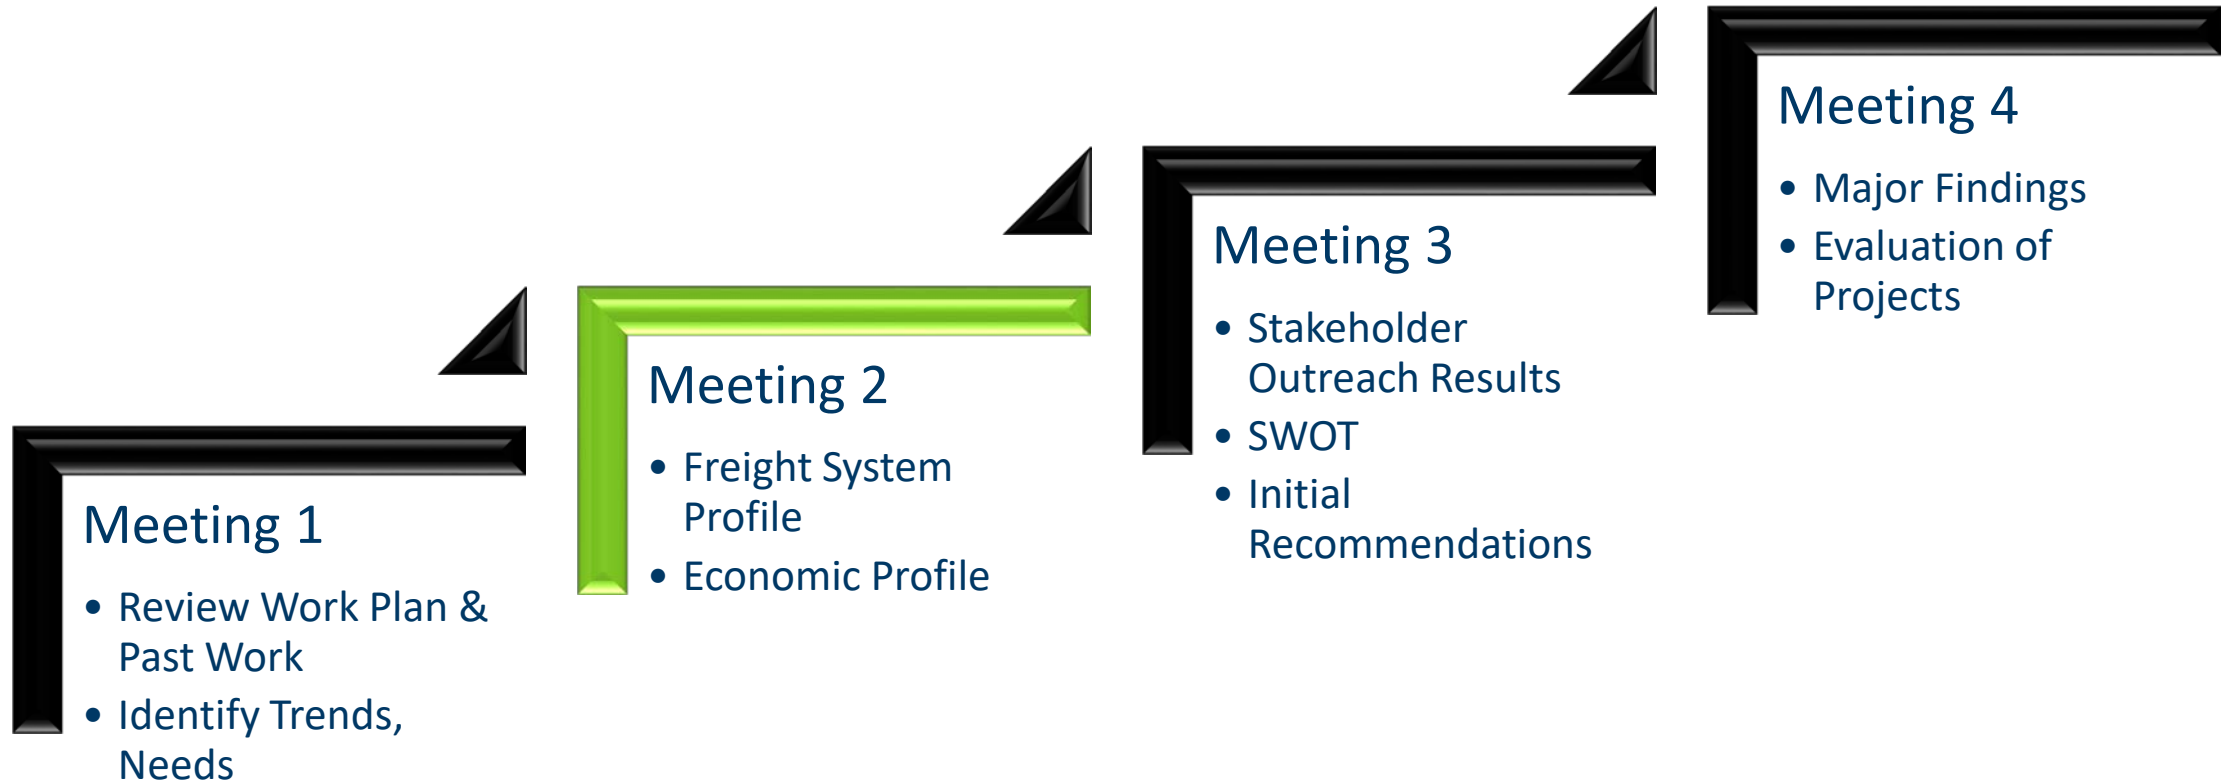 Meeting 1
• Review Work Plan &
Past Work
• Identify Trends,
Needs
Meeting 2
• Freight System
Profile
• Economic Profile
Meeting 3
• Stakeholder
Outreach Results
• SWOT
• Initial
Recommendations
Meeting 4
• Major Findings
• Evaluation of
Projects